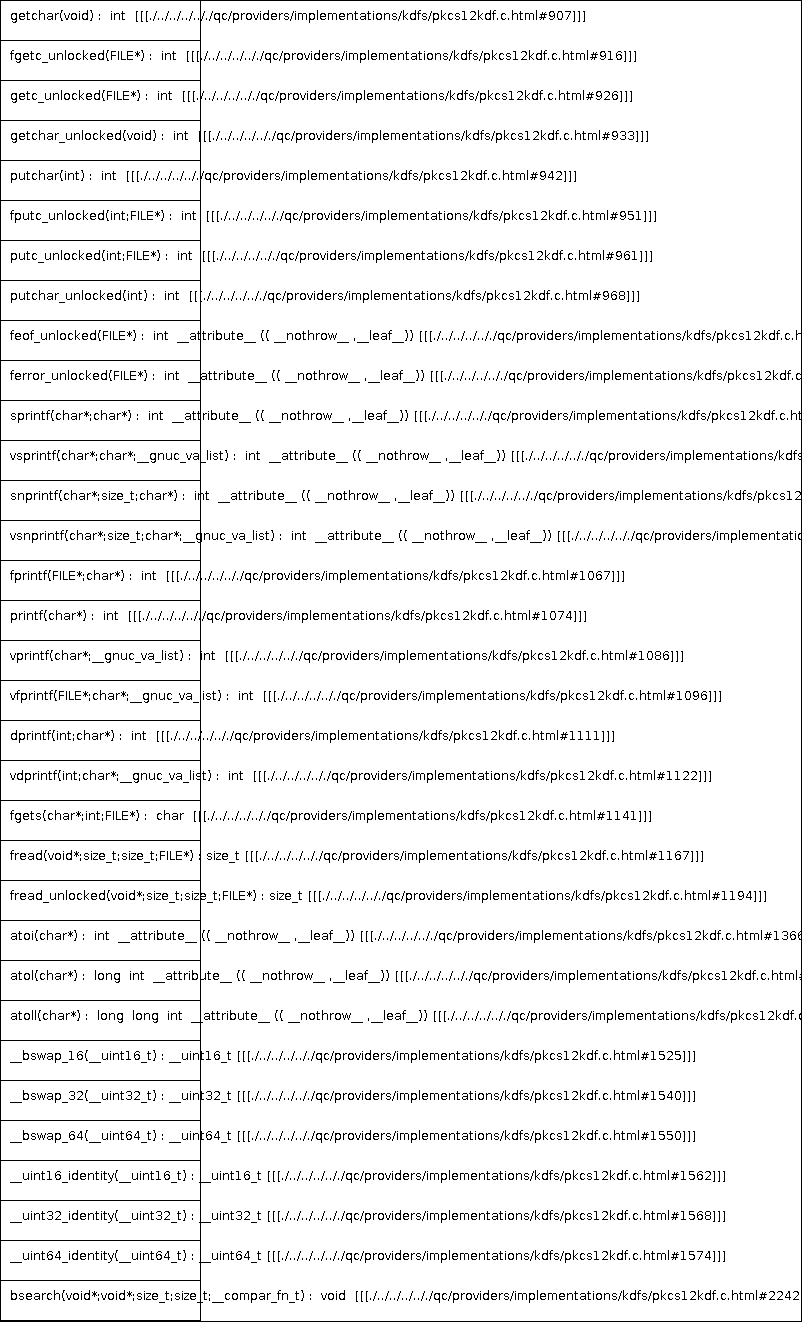 getchar(void) : int [[[./../../../././qc/providers/implementations/kdfs/pkcs12kdf.c.html#907]]]
fgetc_unlocked(FILE*) : int [[[./../../../././qc/providers/implementations/kdfs/pkcs12kdf.c.html#916]]]
getc_unlocked(FILE*) : int [[[./../../../././qc/providers/implementations/kdfs/pkcs12kdf.c.html#926]]]
getchar_unlocked(void) : int [[[./../../../././qc/providers/implementations/kdfs/pkcs12kdf.c.html#933]]]
putchar(int) : int [[[./../../../././qc/providers/implementations/kdfs/pkcs12kdf.c.html#942]]]
fputc_unlocked(int;FILE*) : int [[[./../../../././qc/providers/implementations/kdfs/pkcs12kdf.c.html#951]]]
putc_unlocked(int;FILE*) : int [[[./../../../././qc/providers/implementations/kdfs/pkcs12kdf.c.html#961]]]
putchar_unlocked(int) : int [[[./../../../././qc/providers/implementations/kdfs/pkcs12kdf.c.html#968]]]
feof_unlocked(FILE*) : int __attribute__ (( __nothrow__ ,__leaf__)) [[[./../../../././qc/providers/implementations/kdfs/pkcs12kdf.c.h
ferror_unlocked(FILE*) : int __attribute__ (( __nothrow__ ,__leaf__)) [[[./../../../././qc/providers/implementations/kdfs/pkcs12kdf.c
sprintf(char*;char*) : int __attribute__ (( __nothrow__ ,__leaf__)) [[[./../../../././qc/providers/implementations/kdfs/pkcs12kdf.c.ht
vsprintf(char*;char*;__gnuc_va_list) : int __attribute__ (( __nothrow__ ,__leaf__)) [[[./../../../././qc/providers/implementations/kdfs
snprintf(char*;size_t;char*) : int __attribute__ (( __nothrow__ ,__leaf__)) [[[./../../../././qc/providers/implementations/kdfs/pkcs12
vsnprintf(char*;size_t;char*;__gnuc_va_list) : int __attribute__ (( __nothrow__ ,__leaf__)) [[[./../../../././qc/providers/implementatio
fprintf(FILE*;char*) : int [[[./../../../././qc/providers/implementations/kdfs/pkcs12kdf.c.html#1067]]]
printf(char*) : int [[[./../../../././qc/providers/implementations/kdfs/pkcs12kdf.c.html#1074]]]
vprintf(char*;__gnuc_va_list) : int [[[./../../../././qc/providers/implementations/kdfs/pkcs12kdf.c.html#1086]]]
vfprintf(FILE*;char*;__gnuc_va_list) : int [[[./../../../././qc/providers/implementations/kdfs/pkcs12kdf.c.html#1096]]]
dprintf(int;char*) : int [[[./../../../././qc/providers/implementations/kdfs/pkcs12kdf.c.html#1111]]]
vdprintf(int;char*;__gnuc_va_list) : int [[[./../../../././qc/providers/implementations/kdfs/pkcs12kdf.c.html#1122]]]
fgets(char*;int;FILE*) : char [[[./../../../././qc/providers/implementations/kdfs/pkcs12kdf.c.html#1141]]]
fread(void*;size_t;size_t;FILE*) : size_t [[[./../../../././qc/providers/implementations/kdfs/pkcs12kdf.c.html#1167]]]
fread_unlocked(void*;size_t;size_t;FILE*) : size_t [[[./../../../././qc/providers/implementations/kdfs/pkcs12kdf.c.html#1194]]]
atoi(char*) : int __attribute__ (( __nothrow__ ,__leaf__)) [[[./../../../././qc/providers/implementations/kdfs/pkcs12kdf.c.html#1366
atol(char*) : long int __attribute__ (( __nothrow__ ,__leaf__)) [[[./../../../././qc/providers/implementations/kdfs/pkcs12kdf.c.html#
atoll(char*) : long long int __attribute__ (( __nothrow__ ,__leaf__)) [[[./../../../././qc/providers/implementations/kdfs/pkcs12kdf.c
__bswap_16(__uint16_t) : __uint16_t [[[./../../../././qc/providers/implementations/kdfs/pkcs12kdf.c.html#1525]]]
__bswap_32(__uint32_t) : __uint32_t [[[./../../../././qc/providers/implementations/kdfs/pkcs12kdf.c.html#1540]]]
__bswap_64(__uint64_t) : __uint64_t [[[./../../../././qc/providers/implementations/kdfs/pkcs12kdf.c.html#1550]]]
__uint16_identity(__uint16_t) : __uint16_t [[[./../../../././qc/providers/implementations/kdfs/pkcs12kdf.c.html#1562]]]
__uint32_identity(__uint32_t) : __uint32_t [[[./../../../././qc/providers/implementations/kdfs/pkcs12kdf.c.html#1568]]]
__uint64_identity(__uint64_t) : __uint64_t [[[./../../../././qc/providers/implementations/kdfs/pkcs12kdf.c.html#1574]]]
bsearch(void*;void*;size_t;size_t;__compar_fn_t) : void [[[./../../../././qc/providers/implementations/kdfs/pkcs12kdf.c.html#2242